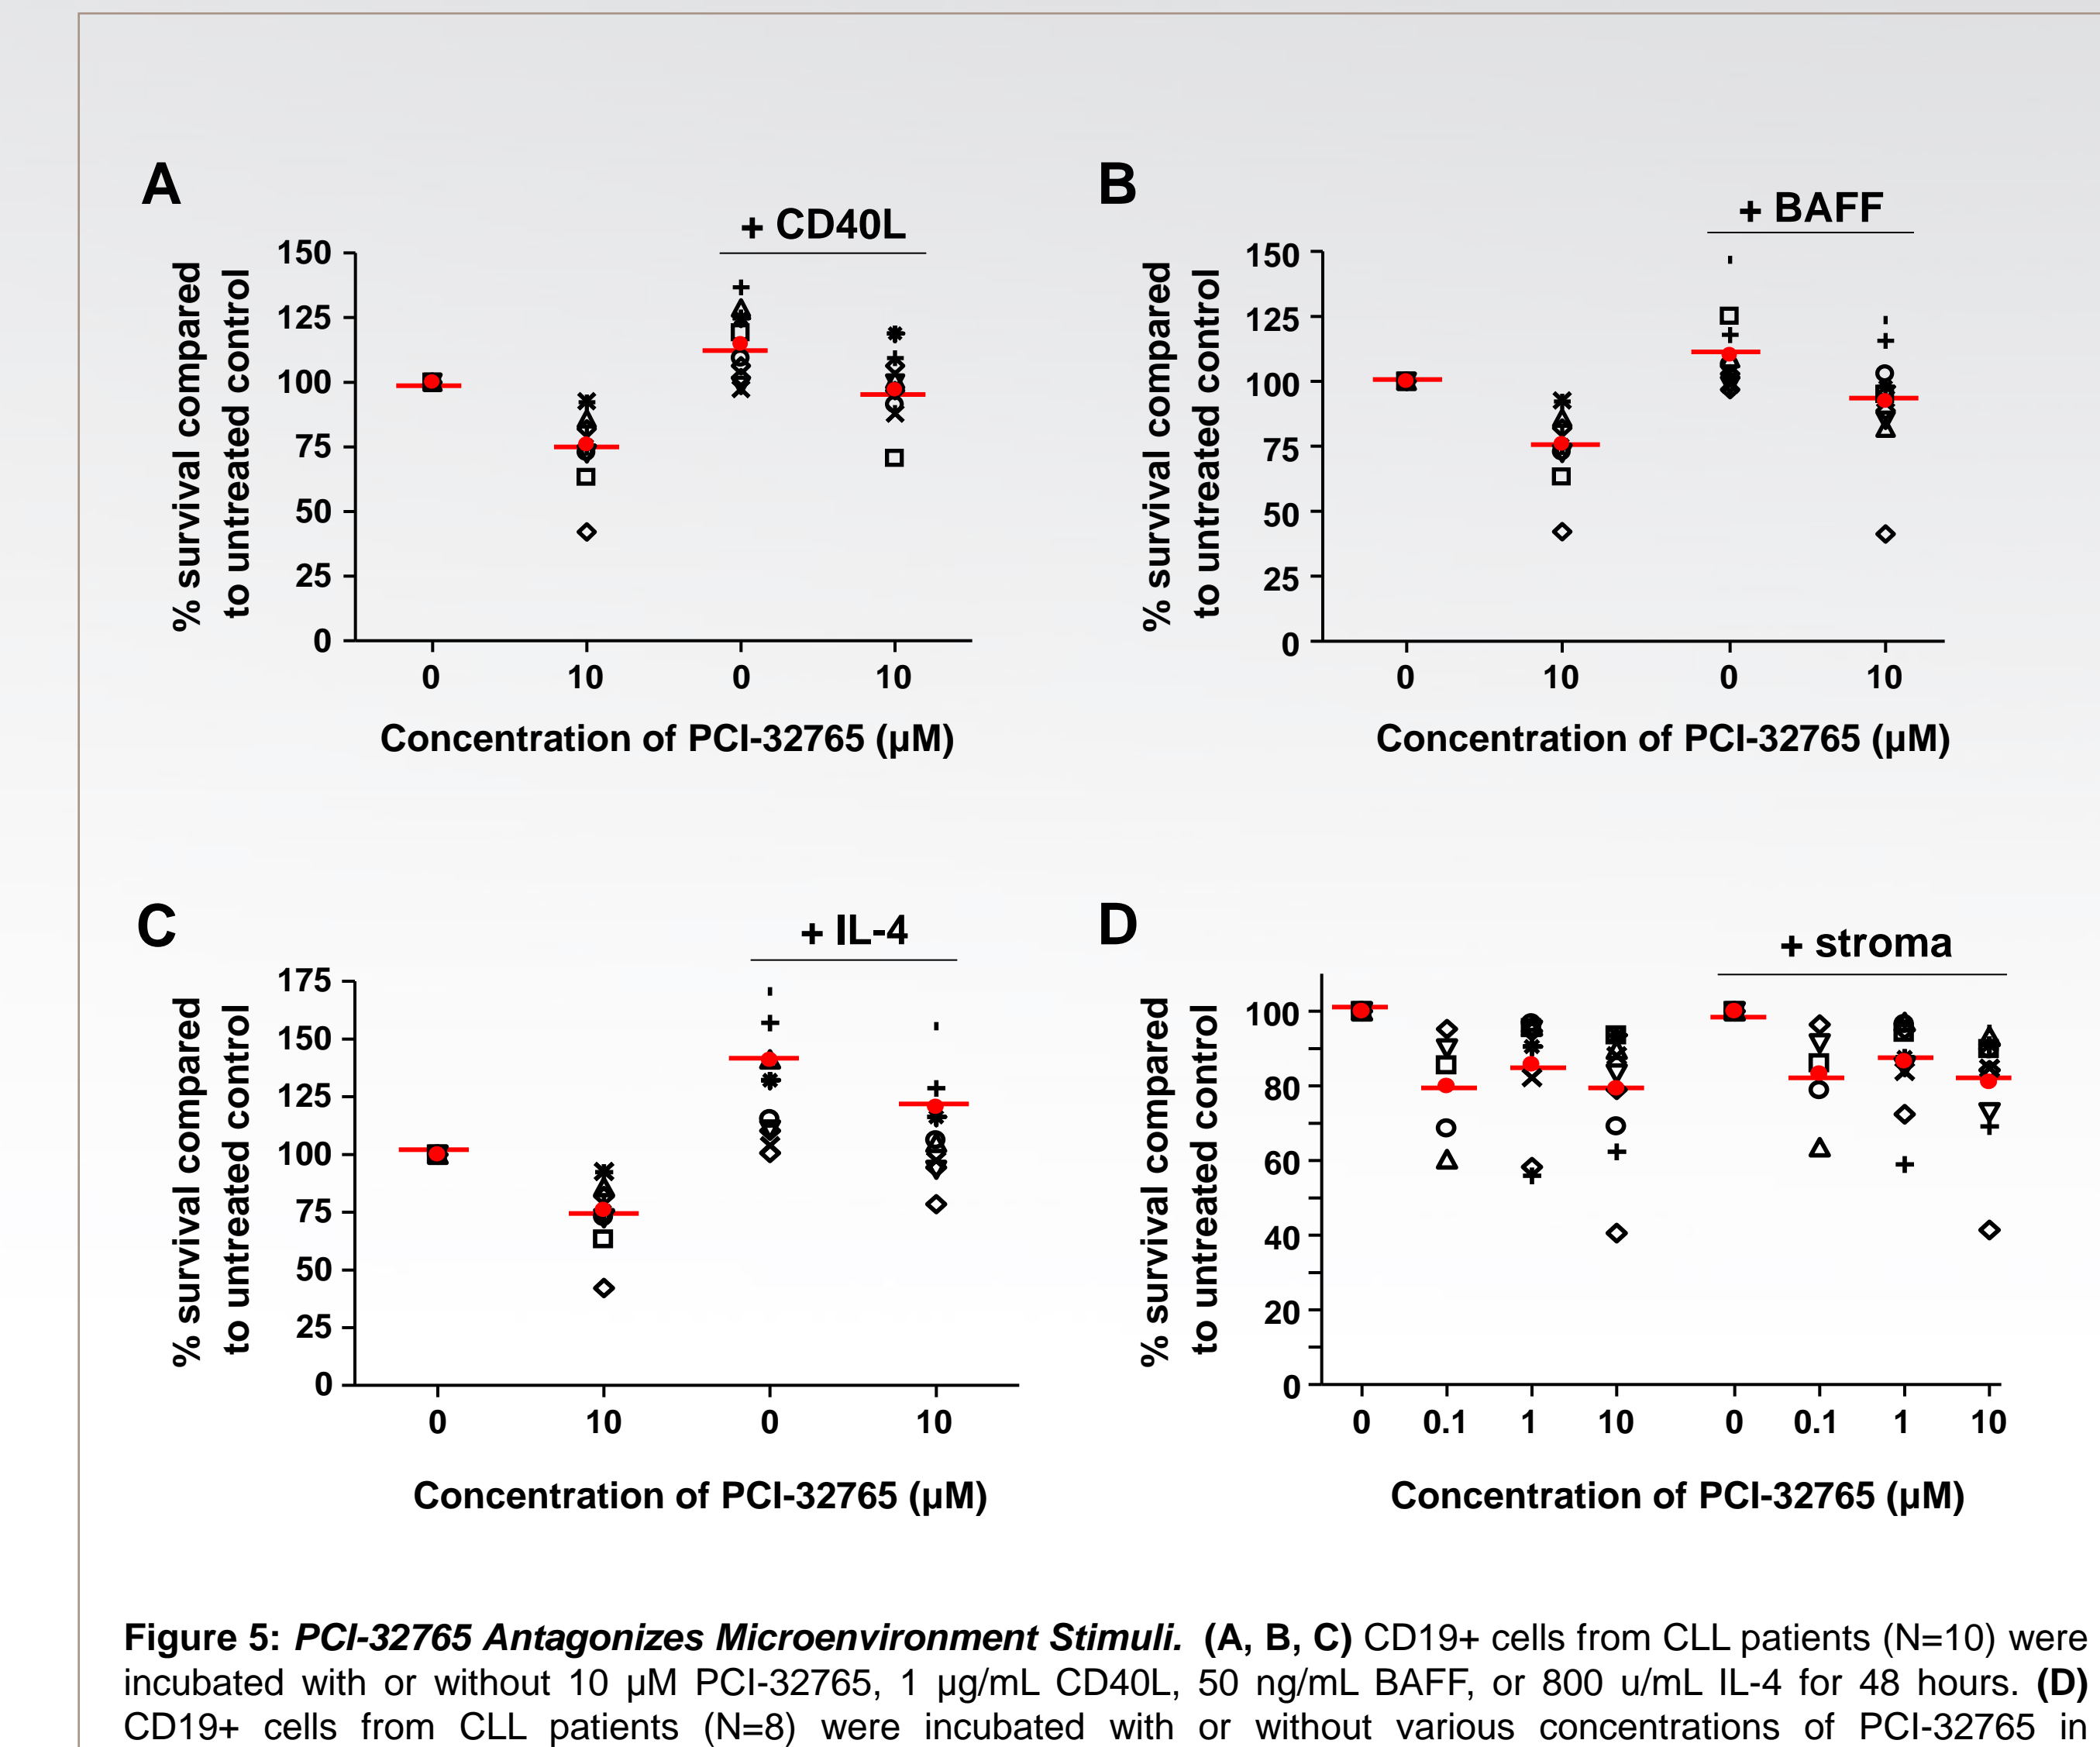 A
+ CD40L
% survival compared
to untreated control
150
125
100
75
50
25
0
0 10 0 10
Concentration of PCI-32765 (µM)
B
+ BAFF
% survival compared
to untreated control
150
125
100
75
50
25
0
0 10 0 10
Concentration of PCI-32765 (µM)
C
+ IL-4
% survival compared
to untreated control
175
150
125
100
75
50
25
0
0 10 0 10
Concentration of PCI-32765 (µM)
D
+ stroma
% survival compared
to untreated control
100
80
60
40
20
0
0 0.1 1 10 0 0.1 1 10
Concentration of PCI-32765 (µM)
Figure 5: PCI-32765 Antagonizes Microenvironment Stimuli. (A, B, C) CD19+ cells from CLL patients (N=10) were
incubated with or without 10 µM PCI-32765, 1 µg/mL CD40L, 50 ng/mL BAFF, or 800 u/mL IL-4 for 48 hours. (D)
CD19+ cells from CLL patients (N=8) were incubated with or without various concentrations of PCI-32765 in